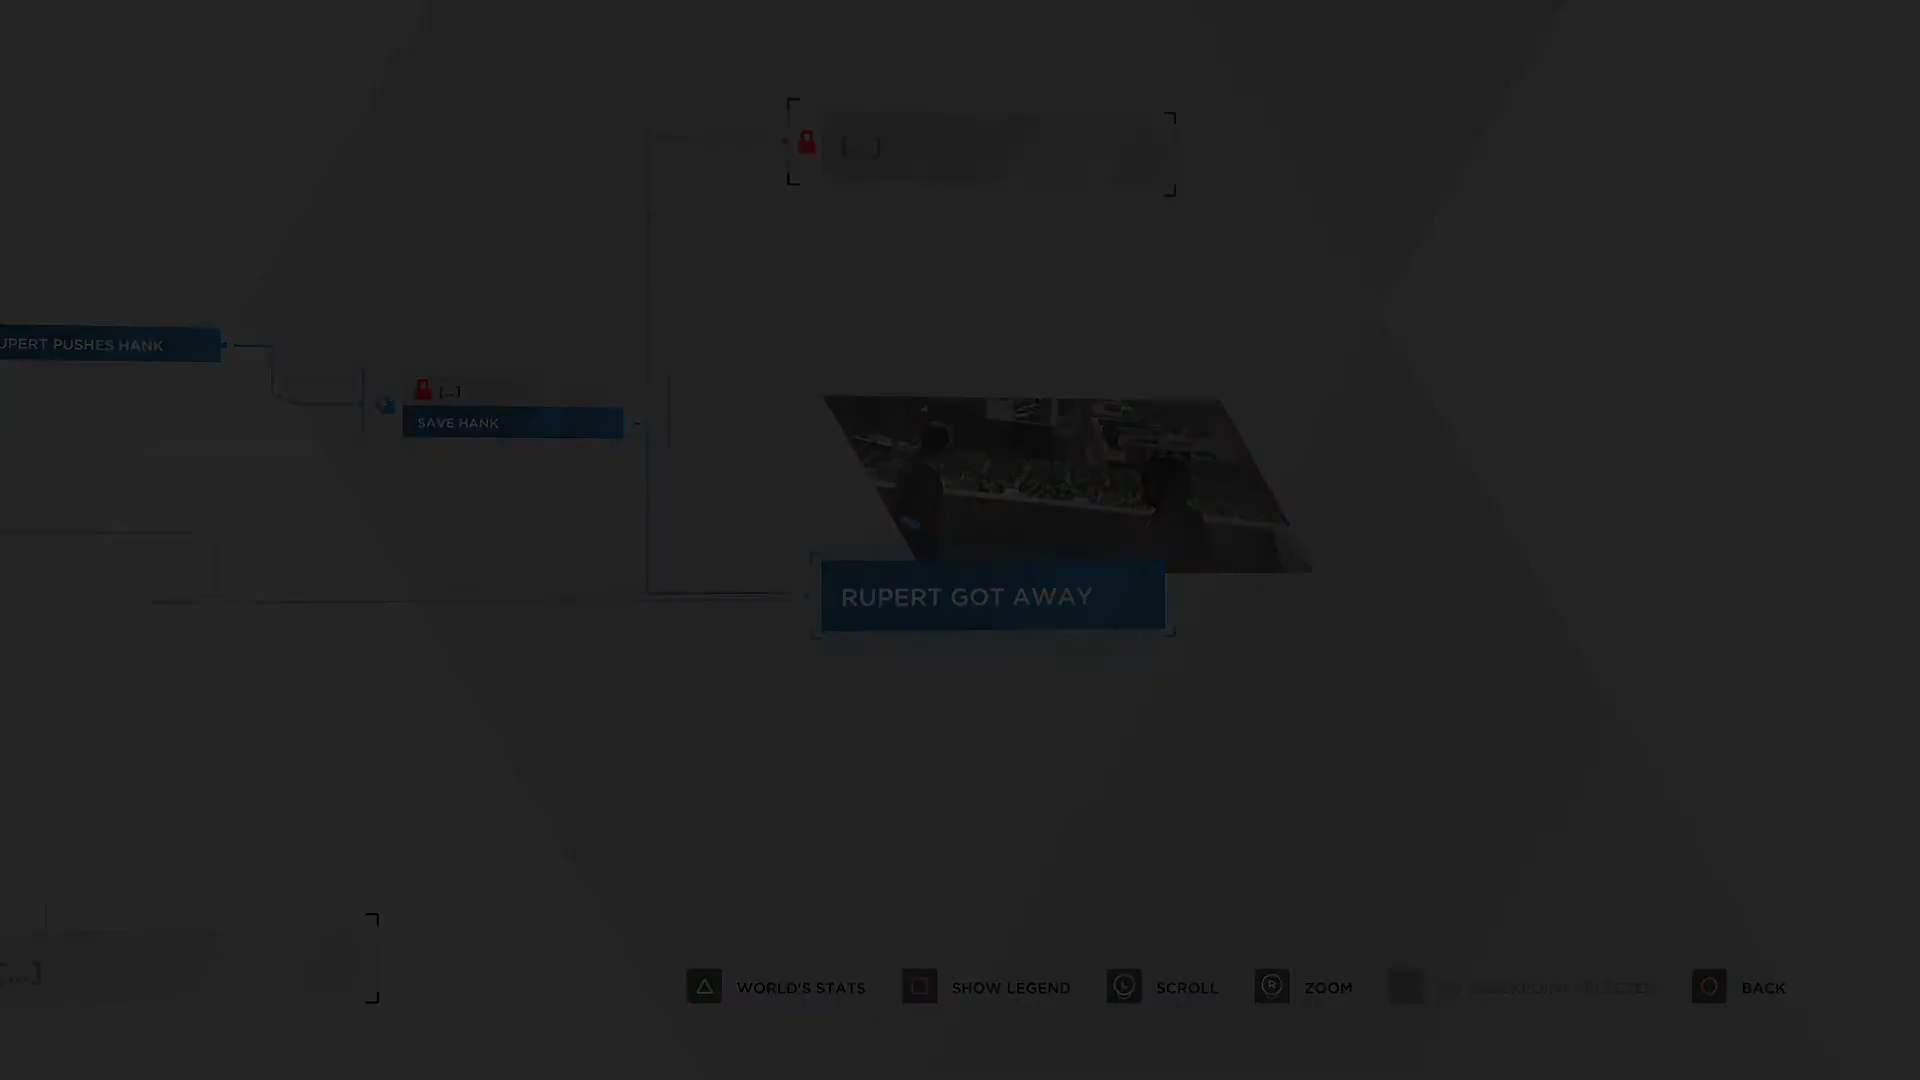 [...]
UPERT PUSHES HANK
[...]
SAVE HANK
RUPERT GOT AWAY
[...]
WORLD'S STATS
SHOW LEGEND
L
SCROLL
R
ZOOM
BACK